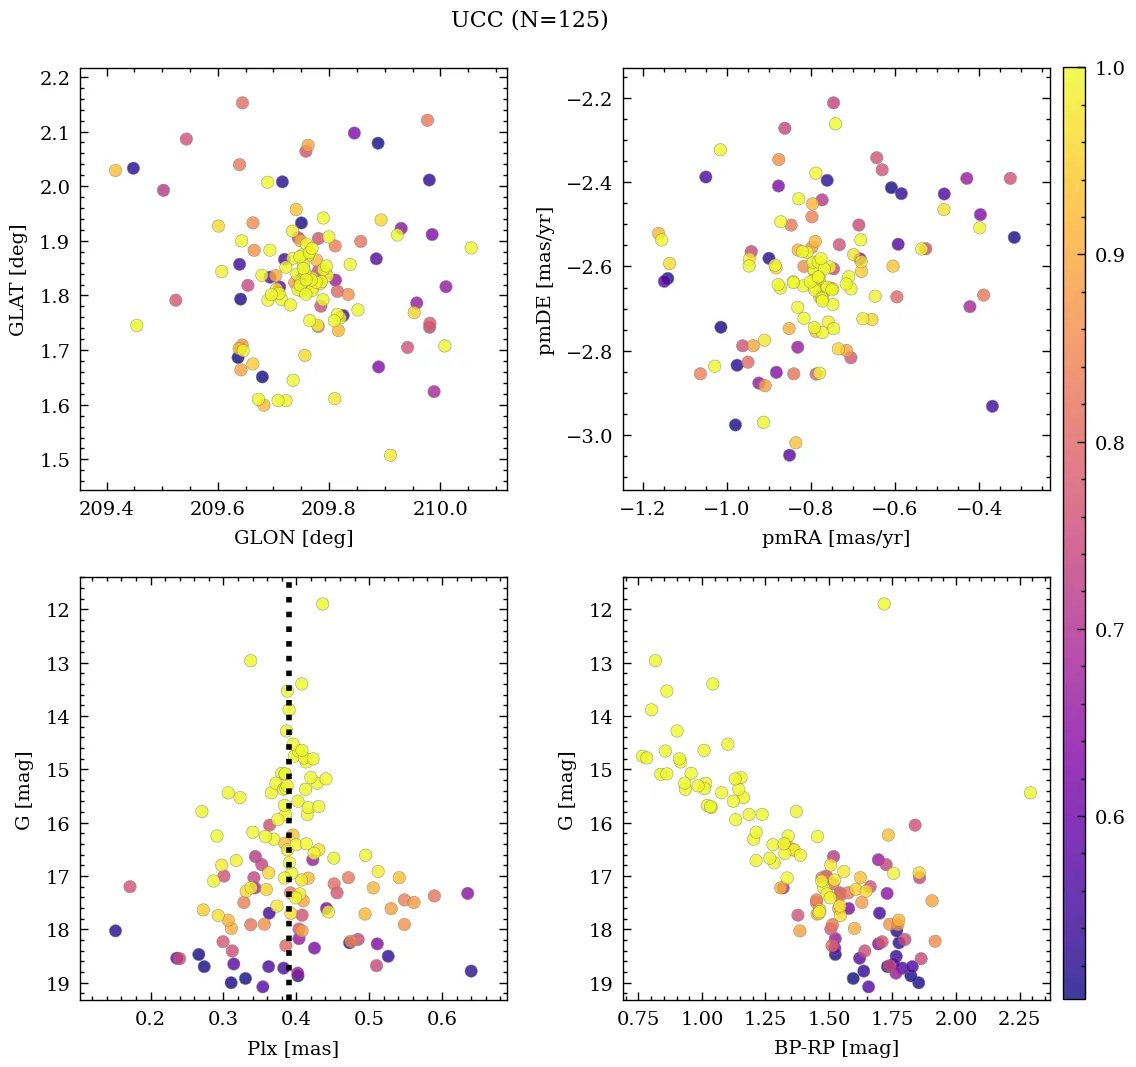 UCC (N=125)
2.2
2.1
2.0
1.9
1.8
1.7
1.6
1.5
GLAT [deg]
209.4 209.6 209.8 210.0
GLON [deg]
−2.2
−2.4
−2.6
−2.8
−3.0
pmDE [mas/yr]
−1.2 −1.0 −0.8 −0.6 −0.4
pmRA [mas/yr]
12
13
14
15
16
17
18
19
G [mag]
0.2 0.3 0.4 0.5 0.6
Plx [mas]
12
13
14
15
16
17
18
19
G [mag]
0.75 1.00 1.25 1.50 1.75 2.00 2.25
BP-RP [mag]
1.0
0.9
0.8
0.7
0.6